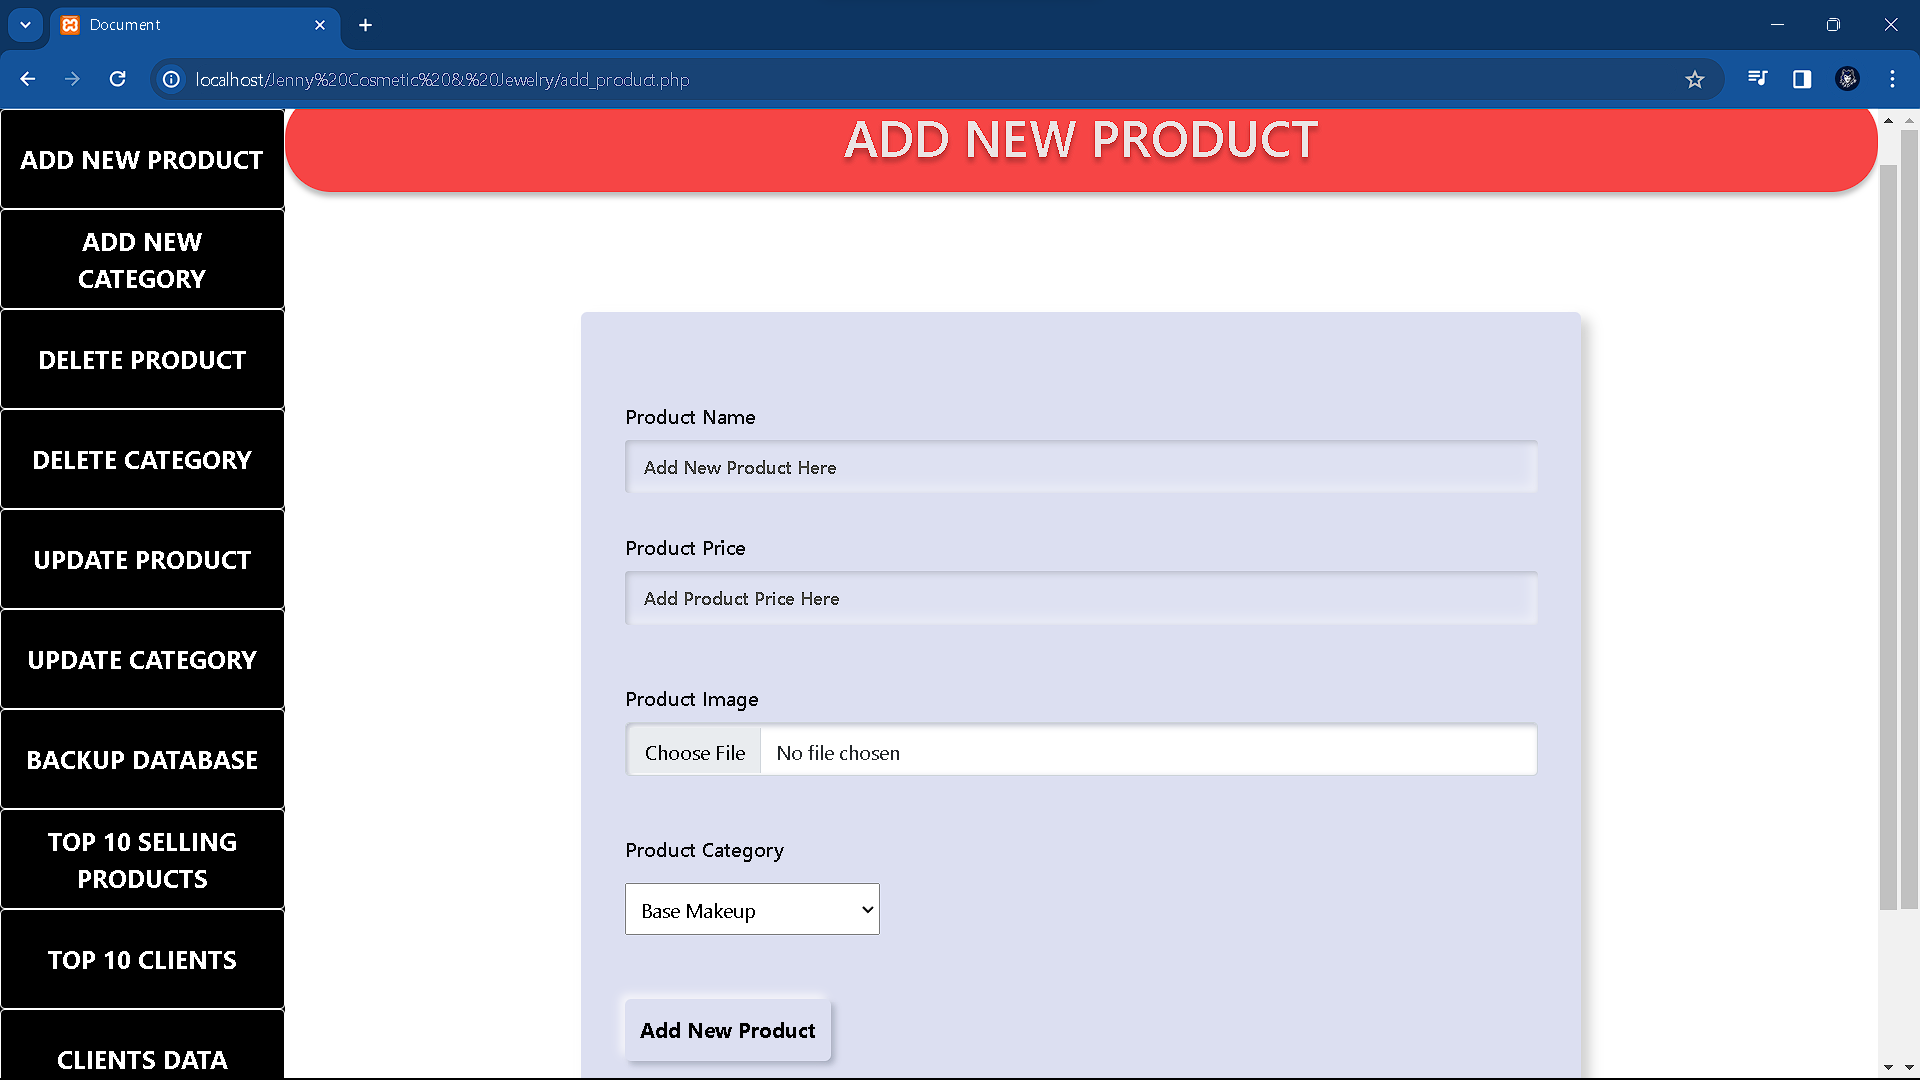 Document
localhost/Jenny%20Cosmetic%20&%20Jewelry/add_product.php
ADD NEW PRODUCT
ADD NEW
CATEGORY
DELETE PRODUCT
DELETE CATEGORY
UPDATE PRODUCT
UPDATE CATEGORY
BACKUP DATABASE
TOP 10 SELLING
PRODUCTS
TOP 10 CLIENTS
CLIENTS DATA
ADD NEW PRODUCT
Product Name
Add New Product Here
Product Price
Add Product Price Here
Product Image
Choose File No file chosen
Product Category
Base Makeup
Add New Product